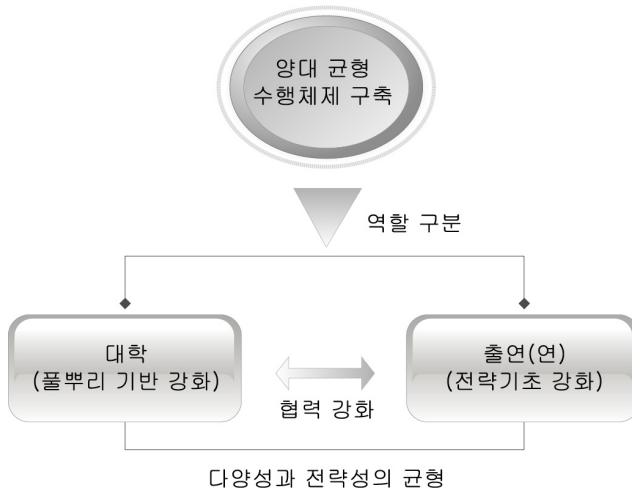 양대 균형
수행체제 구축
역할 구분
대학
(풀뿌리 기반 강화)
출연(연)
(전략기초 강화)
협력 강화
다양성과 전략성의 균형